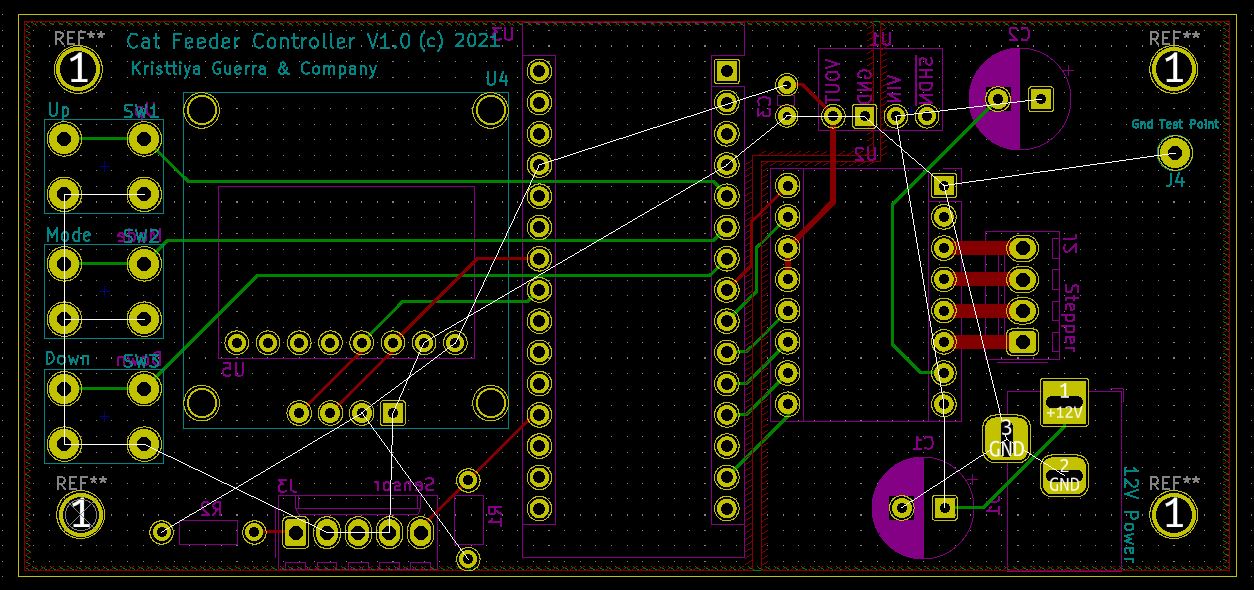 REF**
1
Cat Feeder Controller V1.0 (c) 2021
Kristtiya Guerra & Company
U3
U4
VOUT
GND
VIN
SHDN
U1
C2
REF**
1
Up
SW1
C3
U2
Gnd Test Point
J4
Mode
SW2
J2
Stepper
Down
SW3
U5
1
+12V
3
GND
2
GND
C1
REF**
1
R2
J3
Sensor
R1
J1
12V Power
REF**
1